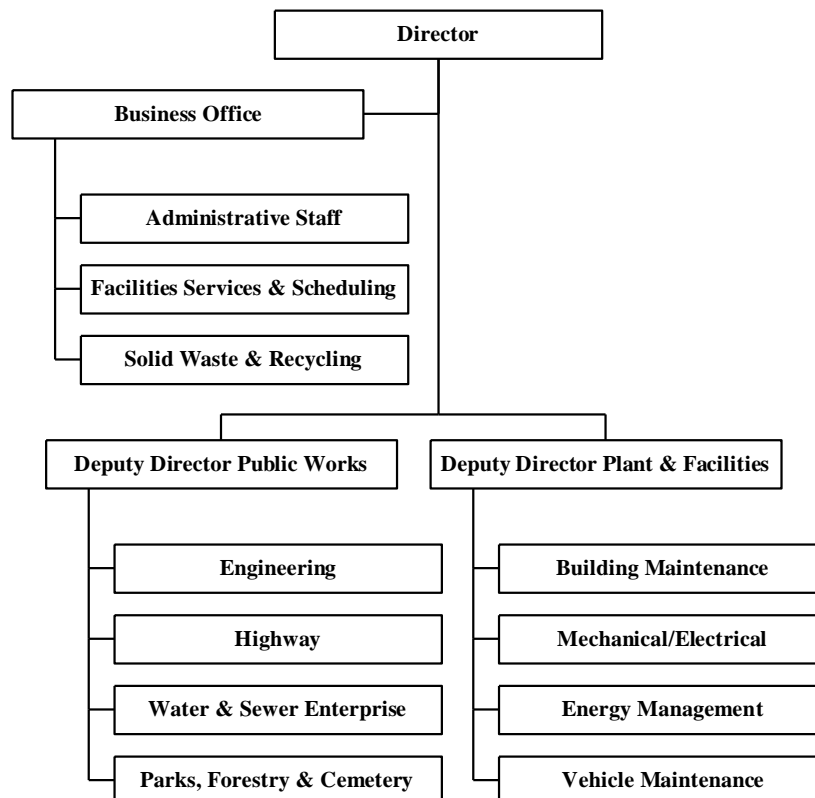 Director
Business Office
Administrative Staff
Facilities Services & Scheduling
Solid Waste & Recycling
Deputy Director Public Works
Deputy Director Plant & Facilities
Engineering
Building Maintenance
Highway
Mechanical/Electrical
Water & Sewer Enterprise
Energy Management
Parks, Forestry & Cemetery
Vehicle Maintenance